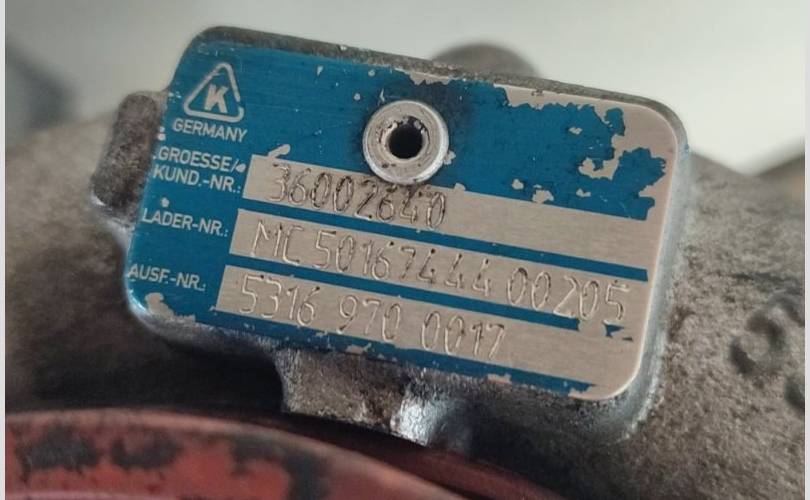 K
GERMANY
GROESSE/
KUND.-NR.: 36002640
LADER-NR.: MC 50167444 00205
AUSF.-NR.: 5316 970 0017